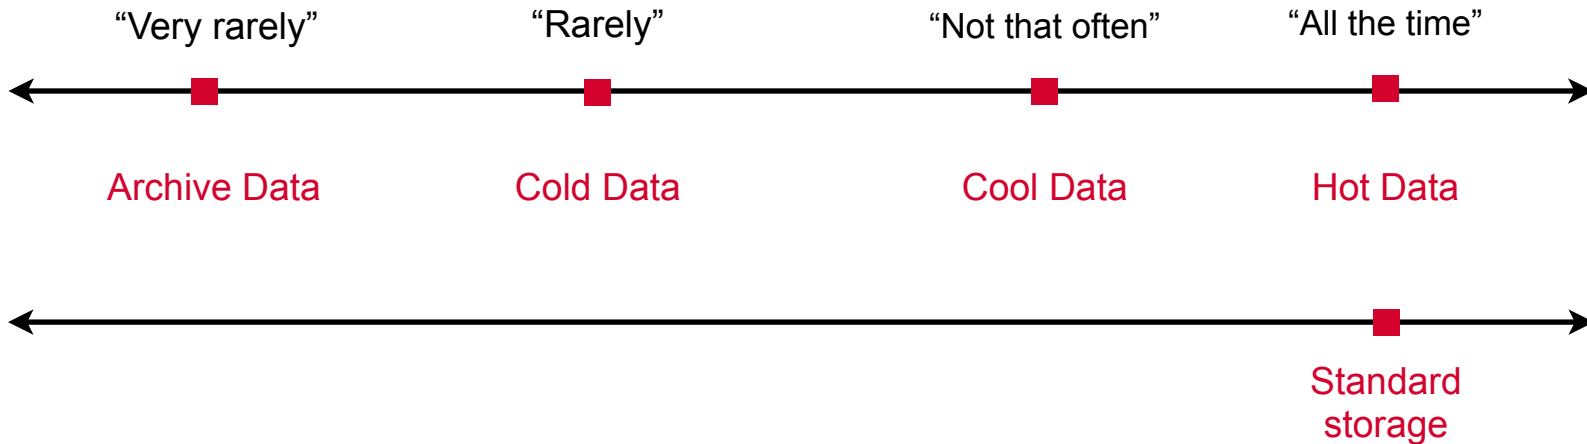 “Very rarely”
“Rarely”
“Not that often”
“All the time”
Archive Data
Cold Data
Cool Data
Hot Data
Standard
storage